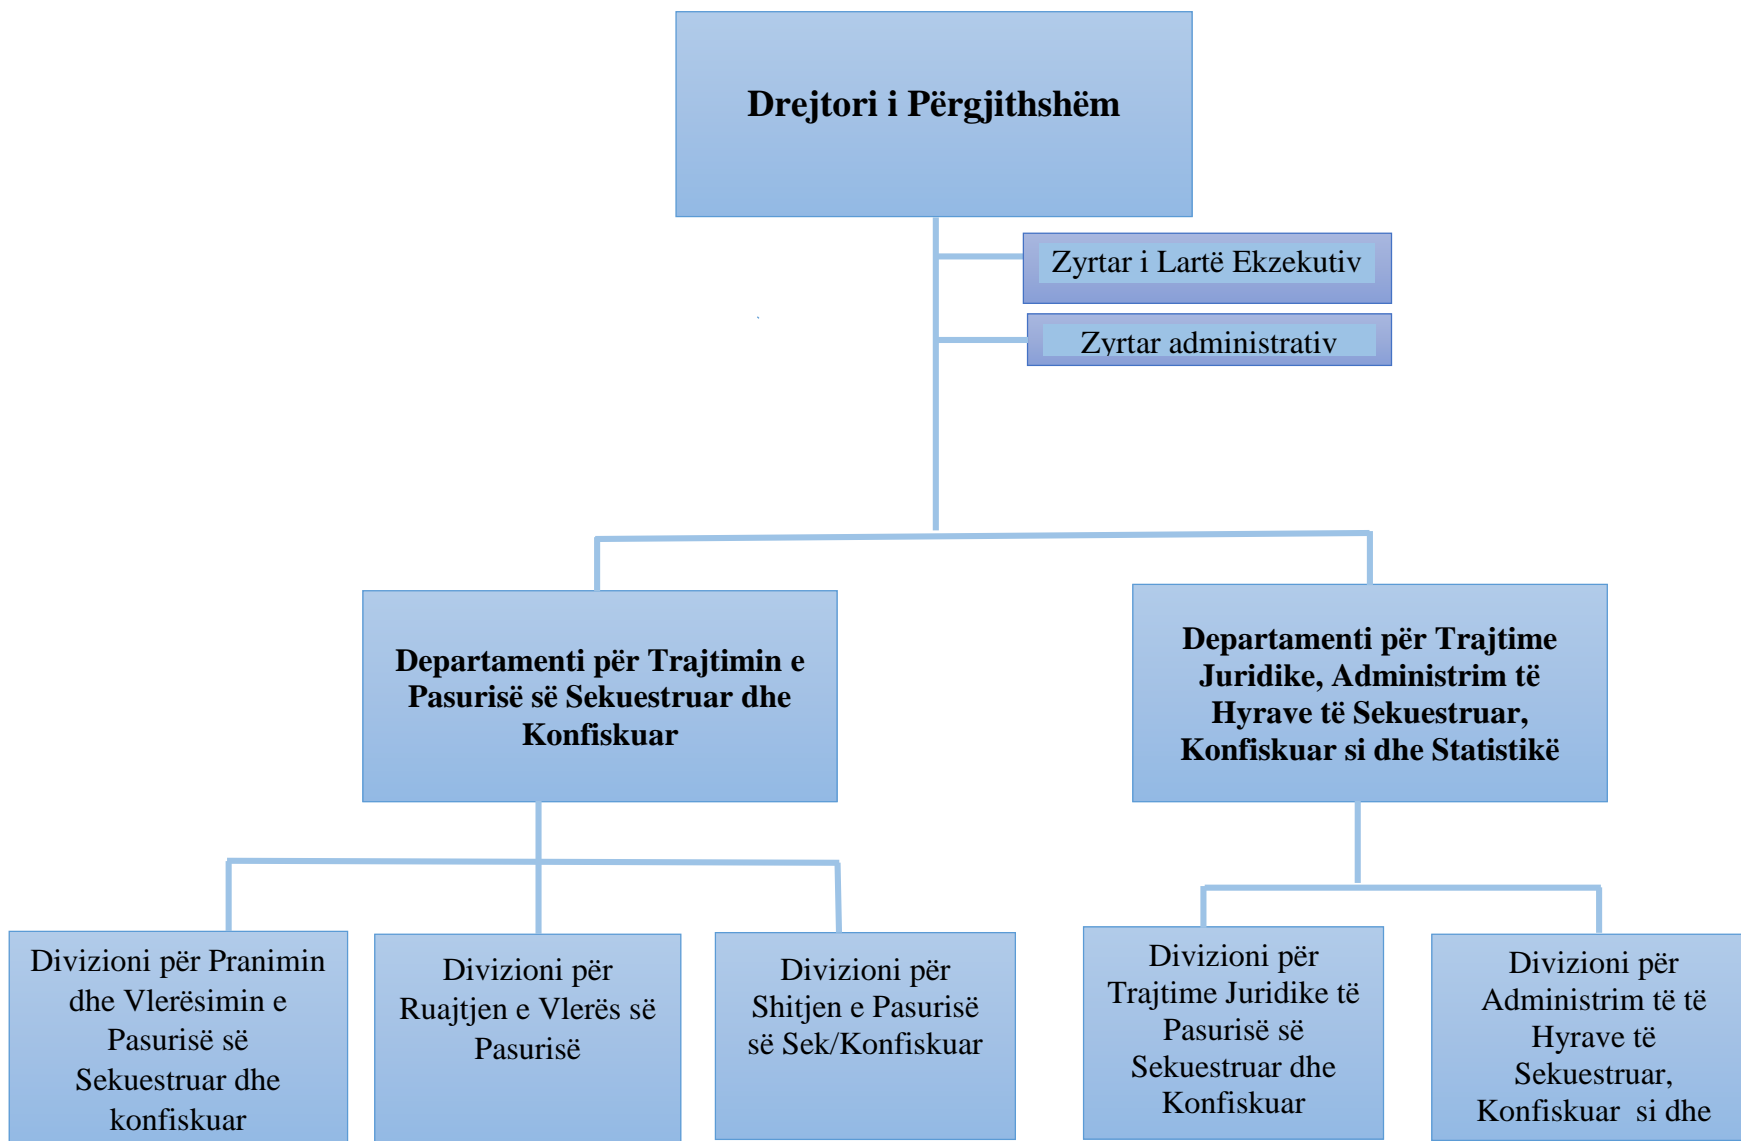 Drejtori i Përgjithshëm
Zyrtar i Lartë Ekzekutiv
Zyrtar administrativ
Departamenti për Trajtimin e
Pasurisë së Sekuestruar dhe
Konfiskuar
Departamenti për Trajtime
Juridike, Administrim të
Hyrave të Sekuestruar,
Konfiskuar si dhe Statistikë
Divizioni për Pranimin
dhe Vlerësimin e
Pasurisë së
Sekuestruar dhe
konfiskuar
Divizioni për
Ruajtjen e Vlerës së
Pasurisë
Divizioni për
Shitjen e Pasurisë
së Sek/Konfiskuar
Divizioni për
Trajtime Juridike të
Pasurisë së
Sekuestruar dhe
Konfiskuar
Divizioni për
Administrim të të
Hyrave të
Sekuestruar,
Konfiskuar  si dhe